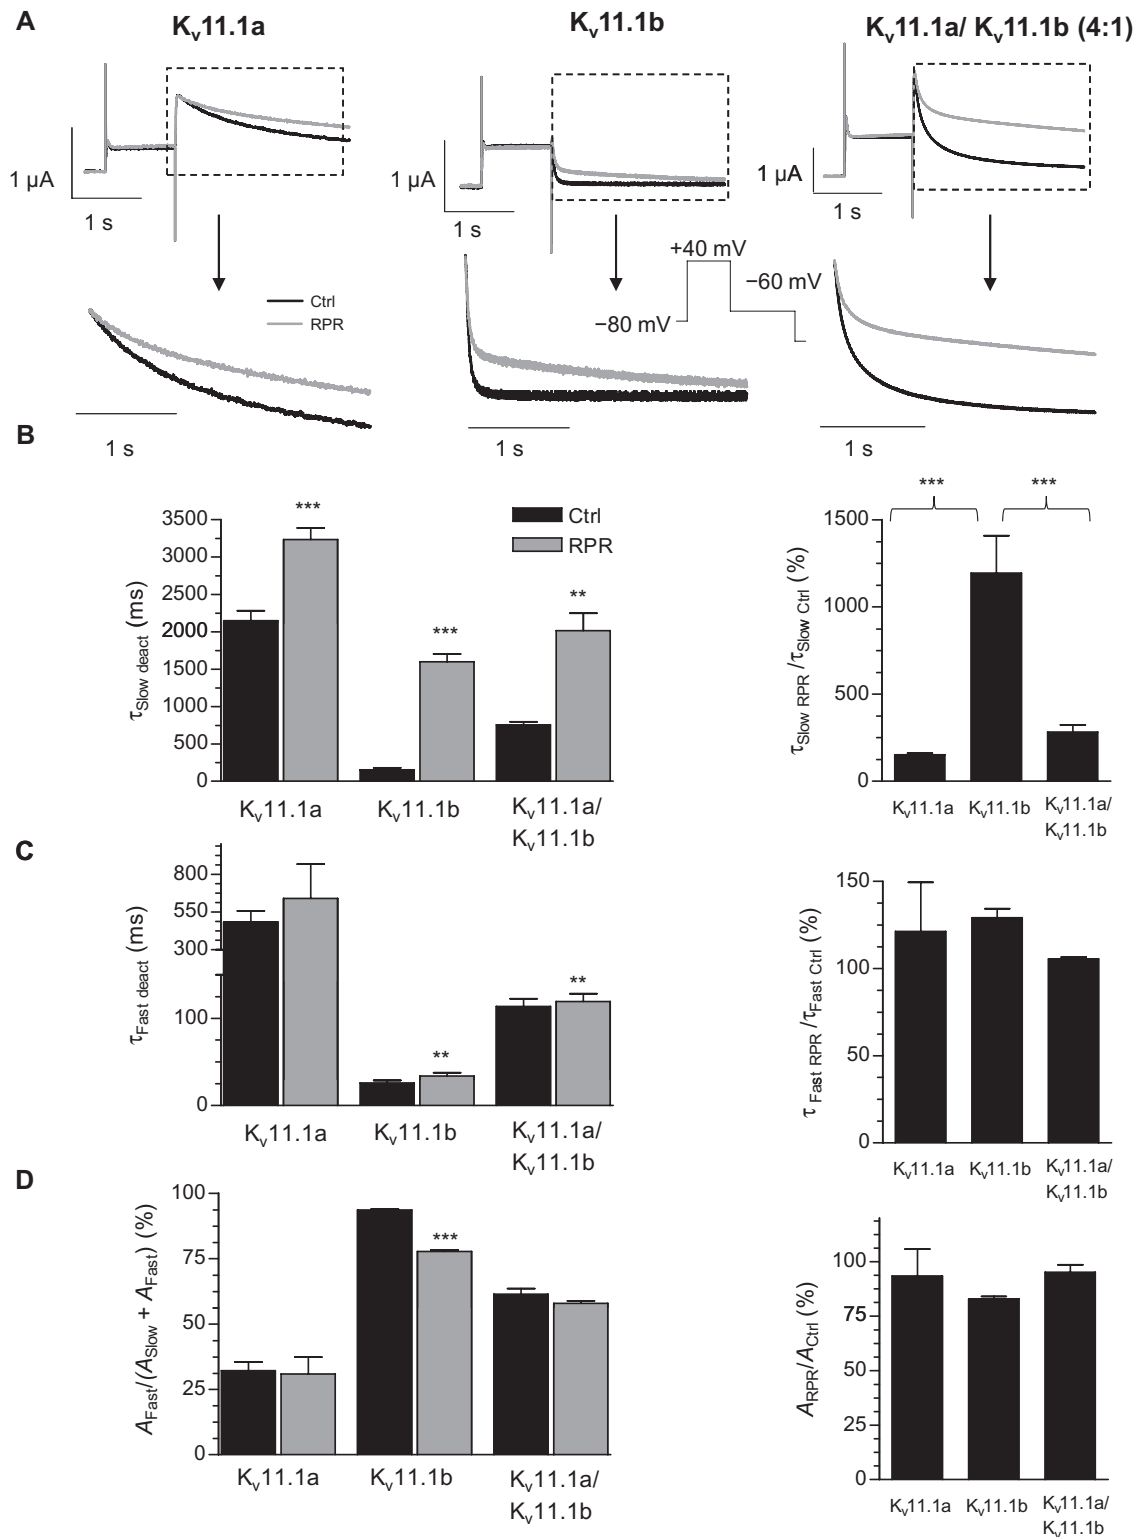 A
Kv11.1a
Kv11.1b
Kv11.1a/ Kv11.1b (4:1)
1 µA
1 s
1 µA
1 s
1 µA
1 s
Ctrl
RPR
+40 mV
−60 mV
−80 mV
1 s
1 s
1 s
B
τSlow deact (ms)
3500
3000
2500
2000
1500
1000
500
0
***
***
**
Ctrl
RPR
Kv11.1a
Kv11.1b
Kv11.1a/
Kv11.1b
τSlow RPR /τSlow Ctrl (%)
1500
1000
500
0
***
***
Kv11.1a
Kv11.1b
Kv11.1a/
Kv11.1b
C
τFast deact (ms)
800
550
300
100
0
**
**
Kv11.1a
Kv11.1b
Kv11.1a/
Kv11.1b
τ Fast RPR /τFast Ctrl (%)
150
100
50
0
Kv11.1a
Kv11.1b
Kv11.1a/
Kv11.1b
D
AFast/(ASlow + AFast) (%)
100
75
50
25
0
***
Kv11.1a
Kv11.1b
Kv11.1a/
Kv11.1b
ARPR/ACtrl (%)
100
75
50
25
0
Kv11.1a
Kv11.1b
Kv11.1a/
Kv11.1b